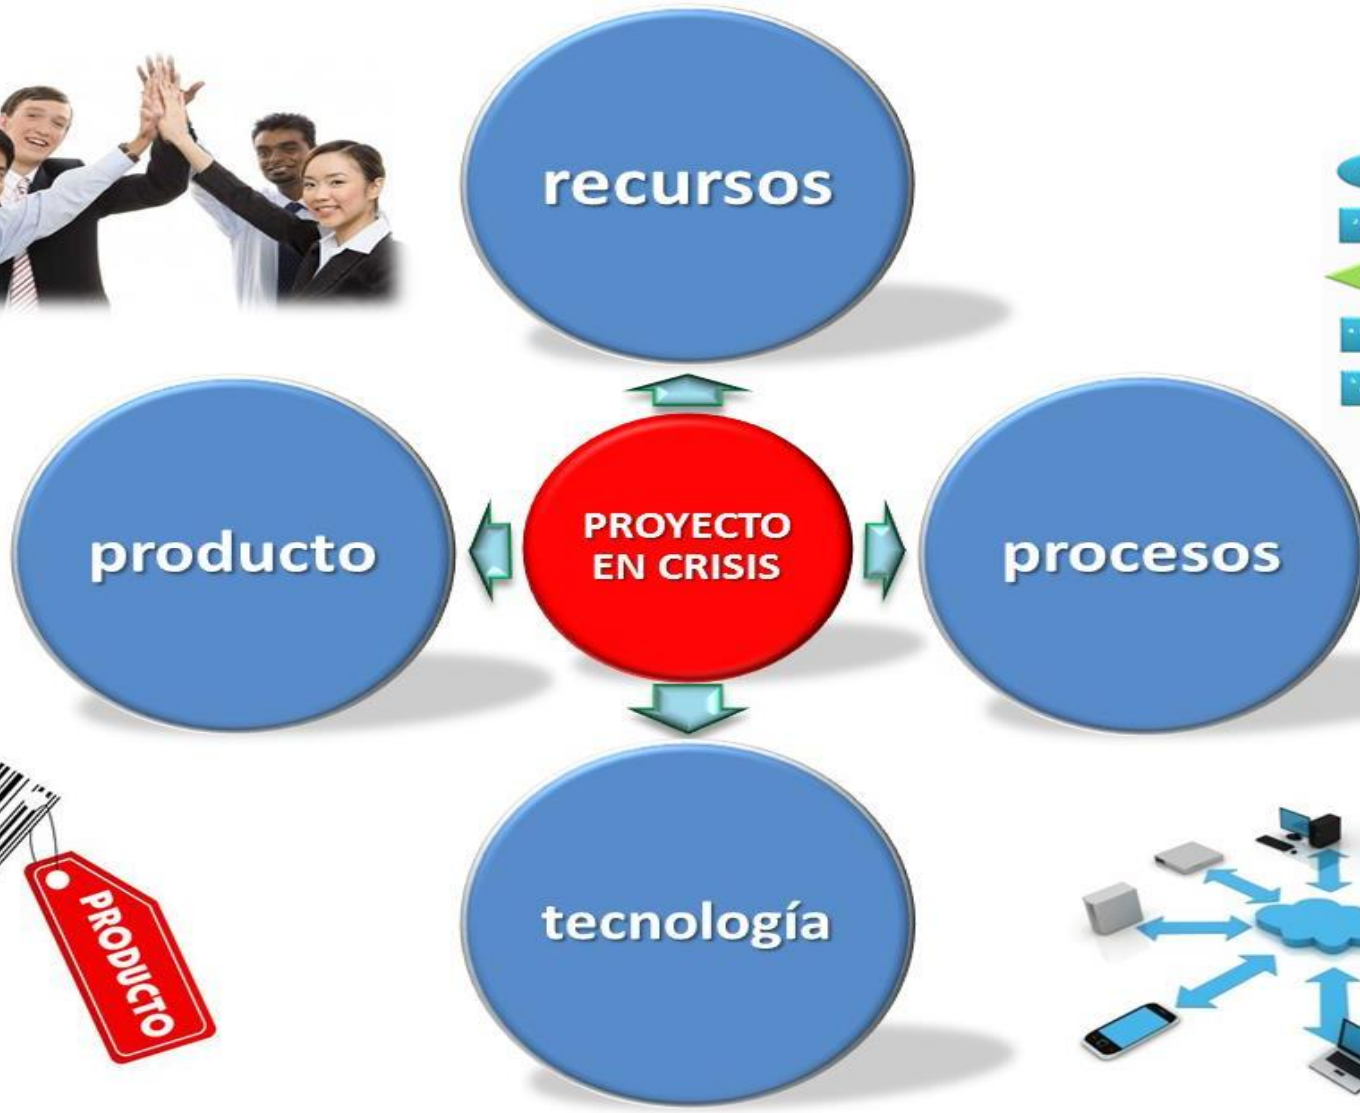 recursos
producto
PROYECTO
EN CRISIS
procesos
tecnología
PRODUCTO